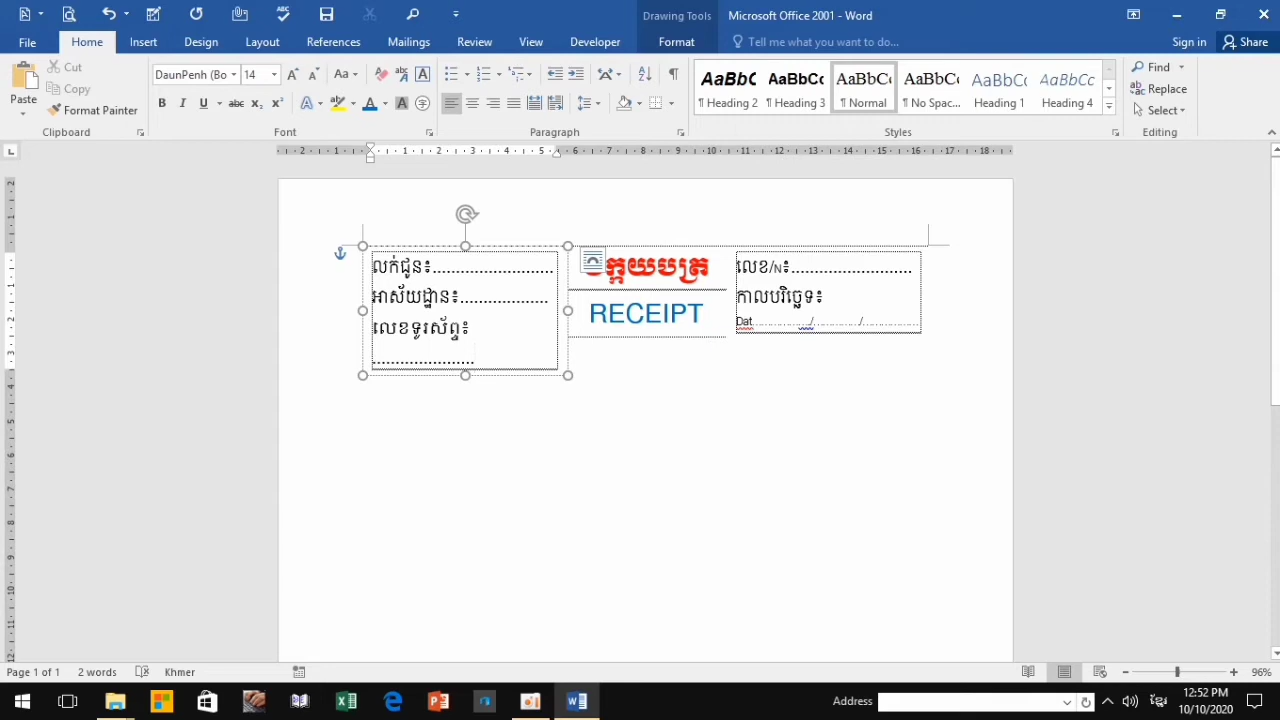 Drawing Tools
Microsoft Office 2001 - Word
File
Home
Insert
Design
Layout
References
Mailings
Review
View
Developer
Format
Tell me what you want to do...
Sign in
Share
Paste
Cut
Copy
Format Painter
Clipboard
DaunPenh (Bo
14
Font
Paragraph
AaBbC
¶ Heading 2
AaBbCc
¶ Heading 3
AaBbCc
¶ Normal
AaBbCc
¶ No Spac...
AaBbCc
Heading 1
AaBbCc
Heading 4
Styles
Find
Replace
Select
Editing
លក់ជូន៖...........................
អាស័យដ្ឋាន៖....................
លេខទូរស័ព្ទ៖
.......................
RECEIPT
លេខ/N៖...........................
កាលបរិច្ឆេទ៖
Dat................/............../................
Page 1 of 1
2 words
Khmer
96%
Address
12:52 PM
10/10/2020